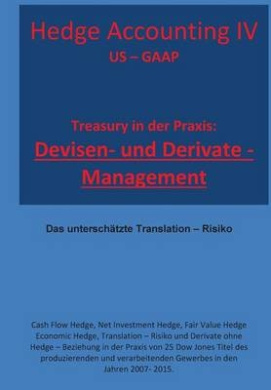 Hedge Accounting IV
US – GAAP
Treasury in der Praxis:
Devisen- und Derivate -
Management
Das unterschätzte Translation – Risiko
Cash Flow Hedge, Net Investment Hedge, Fair Value Hedge
Economic Hedge, Translation – Risiko und Derivate ohne
Hedge – Beziehung in der Praxis von 25 Dow Jones Titel des
produzierenden und verarbeitenden Gewerbes in den
Jahren 2007- 2015.